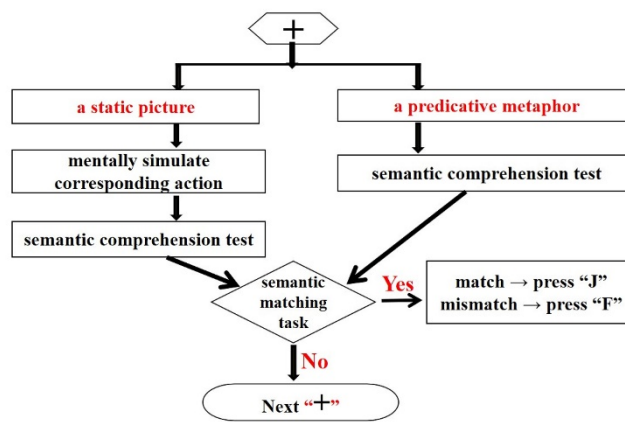 +
a static picture
a predicative metaphor
mentally simulate
corresponding action
semantic comprehension test
semantic comprehension test
semantic
matching
task
Yes
match → press “J”
mismatch → press “F”
No
Next “+”